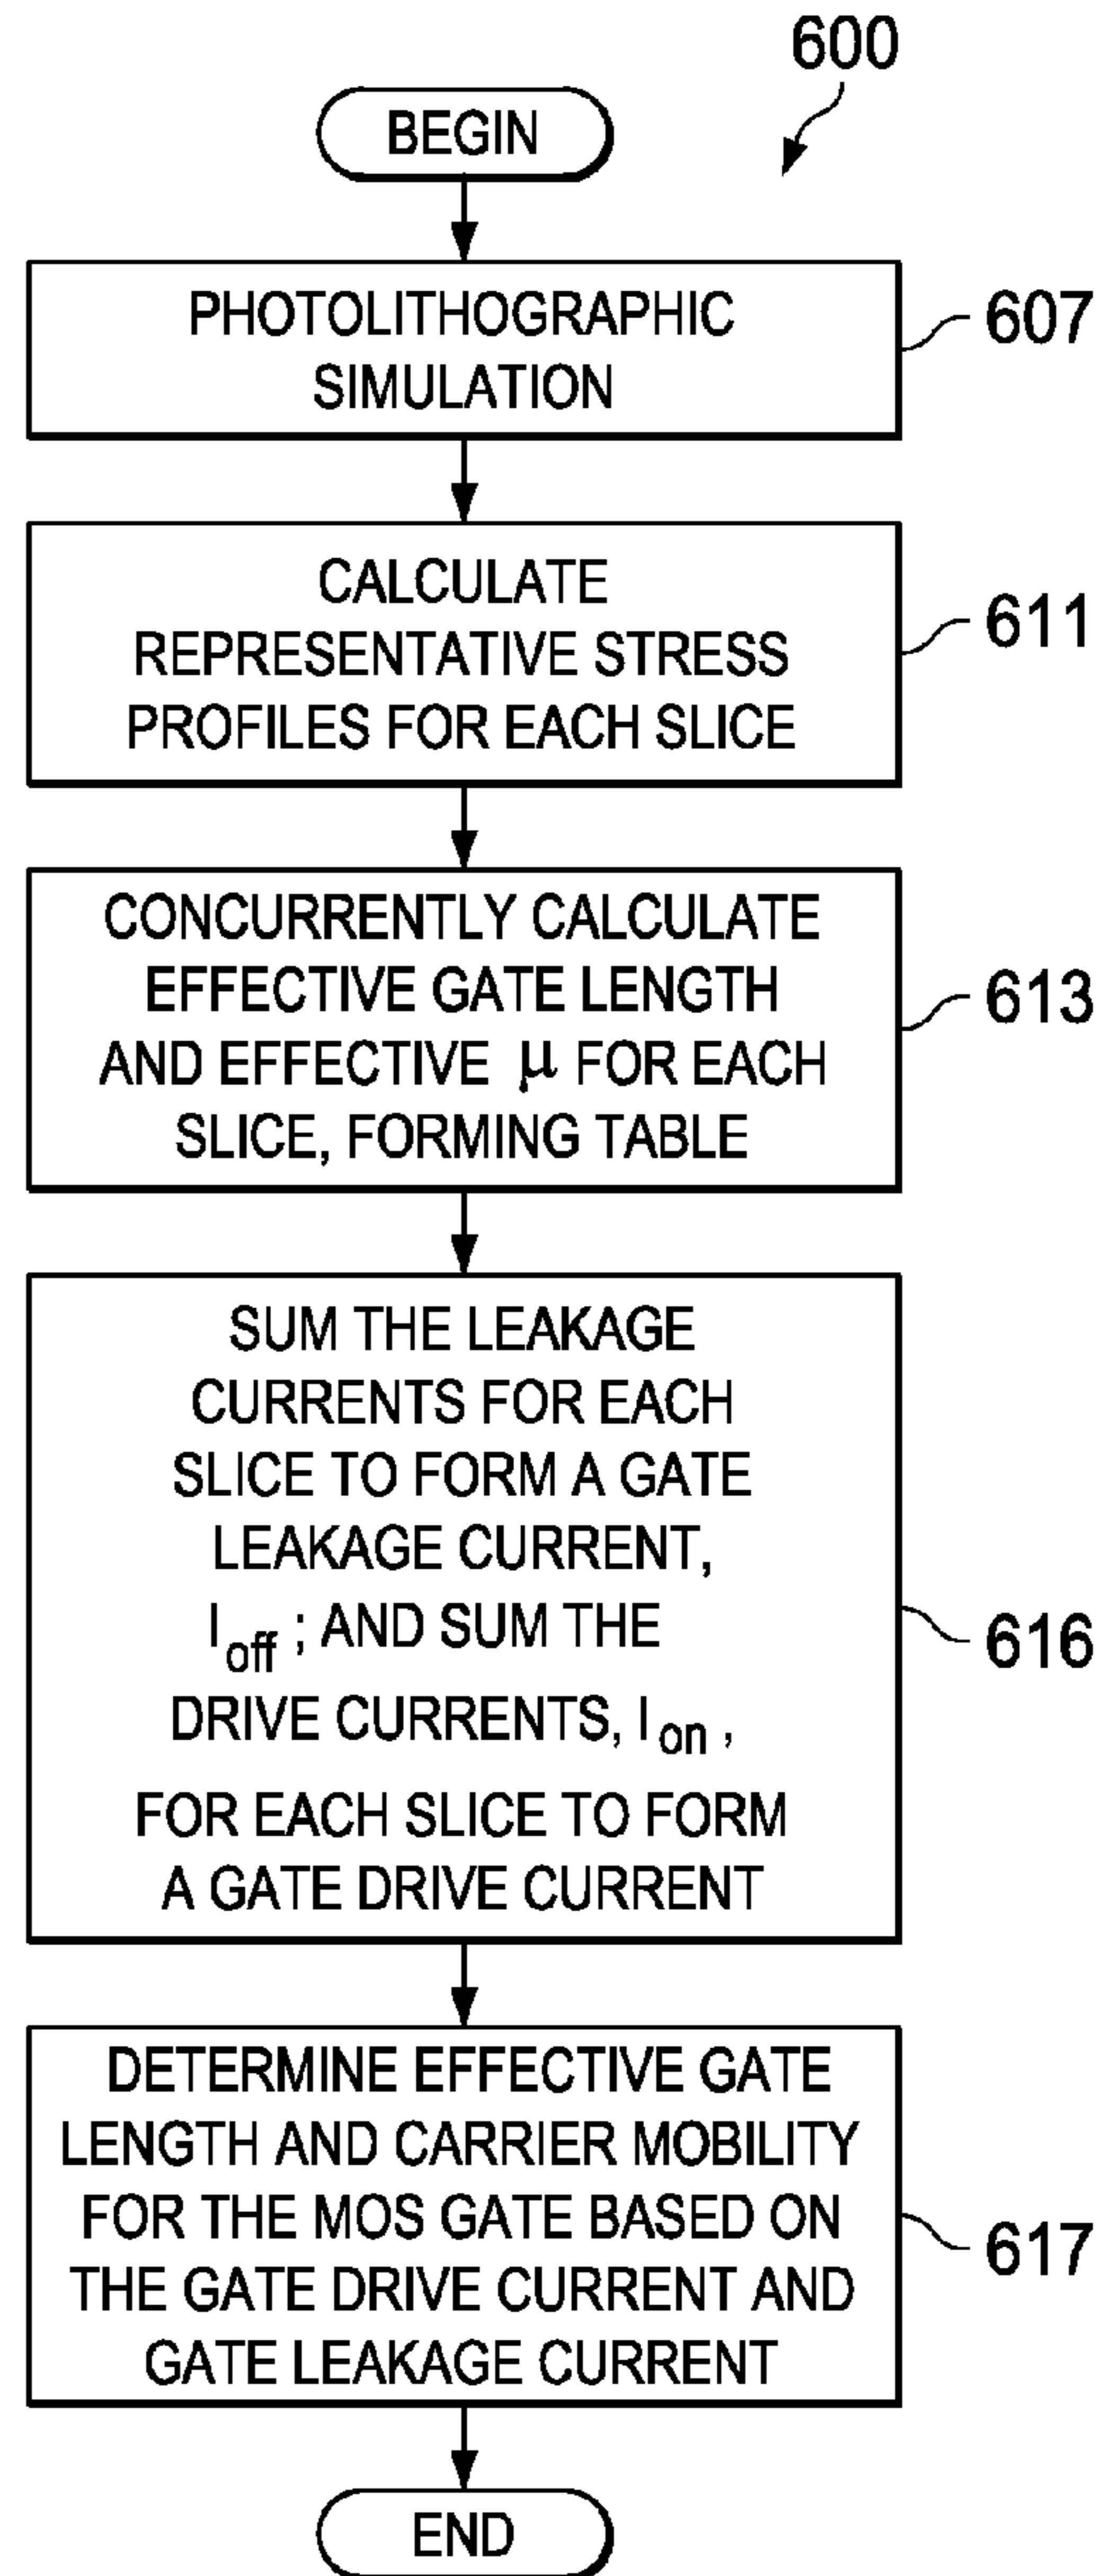 600
BEGIN
PHOTOLITHOGRAPHIC
SIMULATION
607
CALCULATE
REPRESENTATIVE STRESS
PROFILES FOR EACH SLICE
611
CONCURRENTLY CALCULATE
EFFECTIVE GATE LENGTH
AND EFFECTIVE μ FOR EACH
SLICE, FORMING TABLE
613
SUM THE LEAKAGE
CURRENTS FOR EACH
SLICE TO FORM A GATE
LEAKAGE CURRENT,
I off ; AND SUM THE
DRIVE CURRENTS, I on ,
FOR EACH SLICE TO FORM
A GATE DRIVE CURRENT
616
DETERMINE EFFECTIVE GATE
LENGTH AND CARRIER MOBILITY
FOR THE MOS GATE BASED ON
THE GATE DRIVE CURRENT AND
GATE LEAKAGE CURRENT
617
END